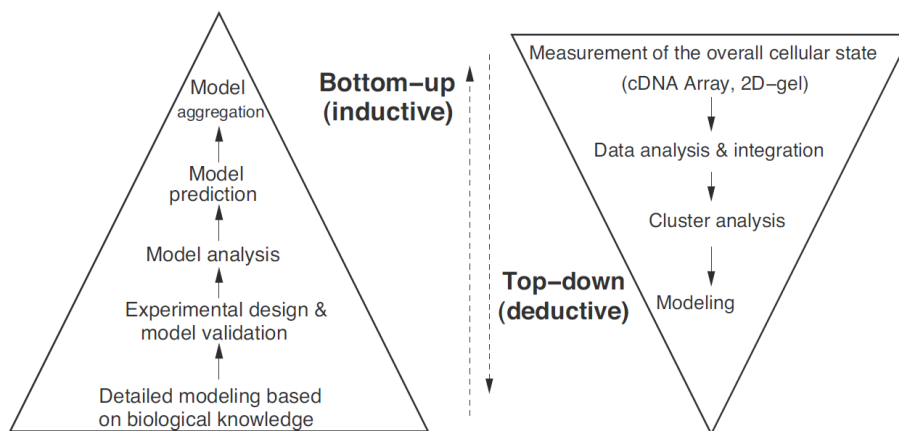 Model
aggregation
Model
prediction
Model analysis
Experimental design &
model validation
Detailed modeling based
on biological knowledge
Bottom−up
(inductive)
Top−down
(deductive)
Measurement of the overall cellular state
(cDNA Array, 2D−gel)
Data analysis & integration
Cluster analysis
Modeling